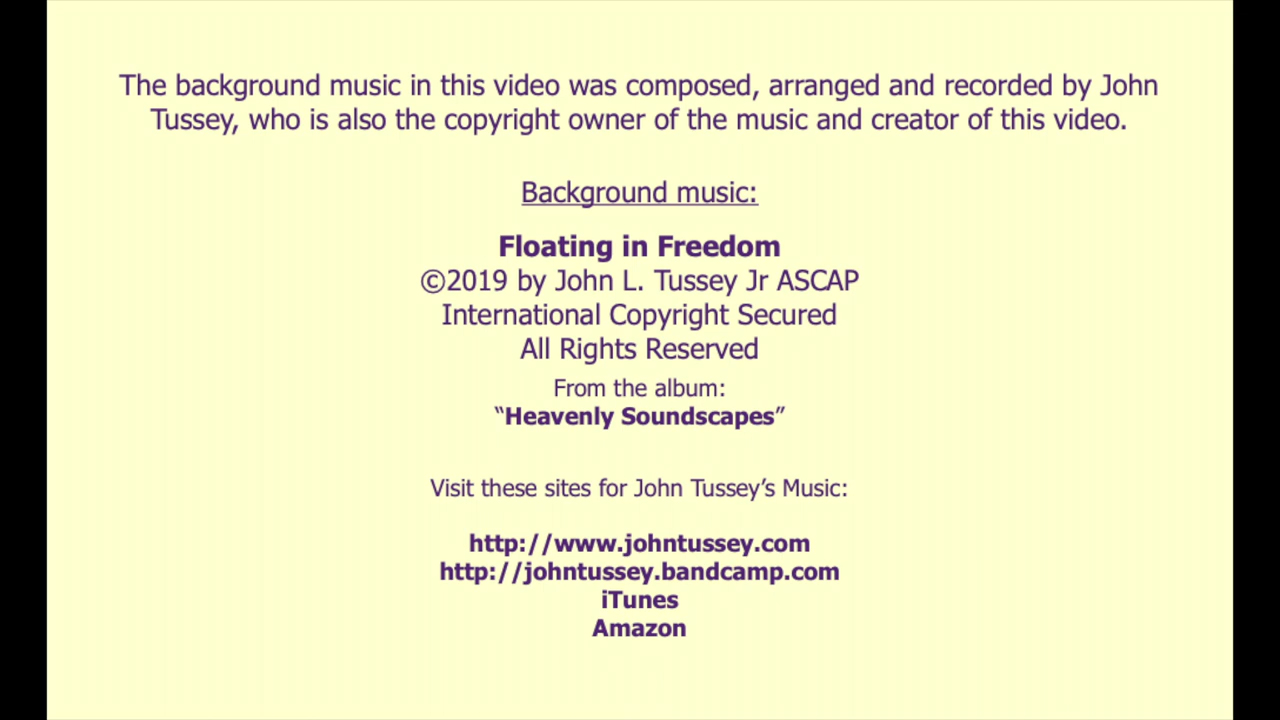 The background music in this video was composed, arranged and recorded by John
Tussey, who is also the copyright owner of the music and creator of this video.
Background music:
Floating in Freedom
©2019 by John L. Tussey Jr ASCAP
International Copyright Secured
All Rights Reserved
From the album:
“Heavenly Soundscapes”
Visit these sites for John Tussey’s Music:
http://www.johntussey.com
http://johntussey.bandcamp.com
iTunes
Amazon